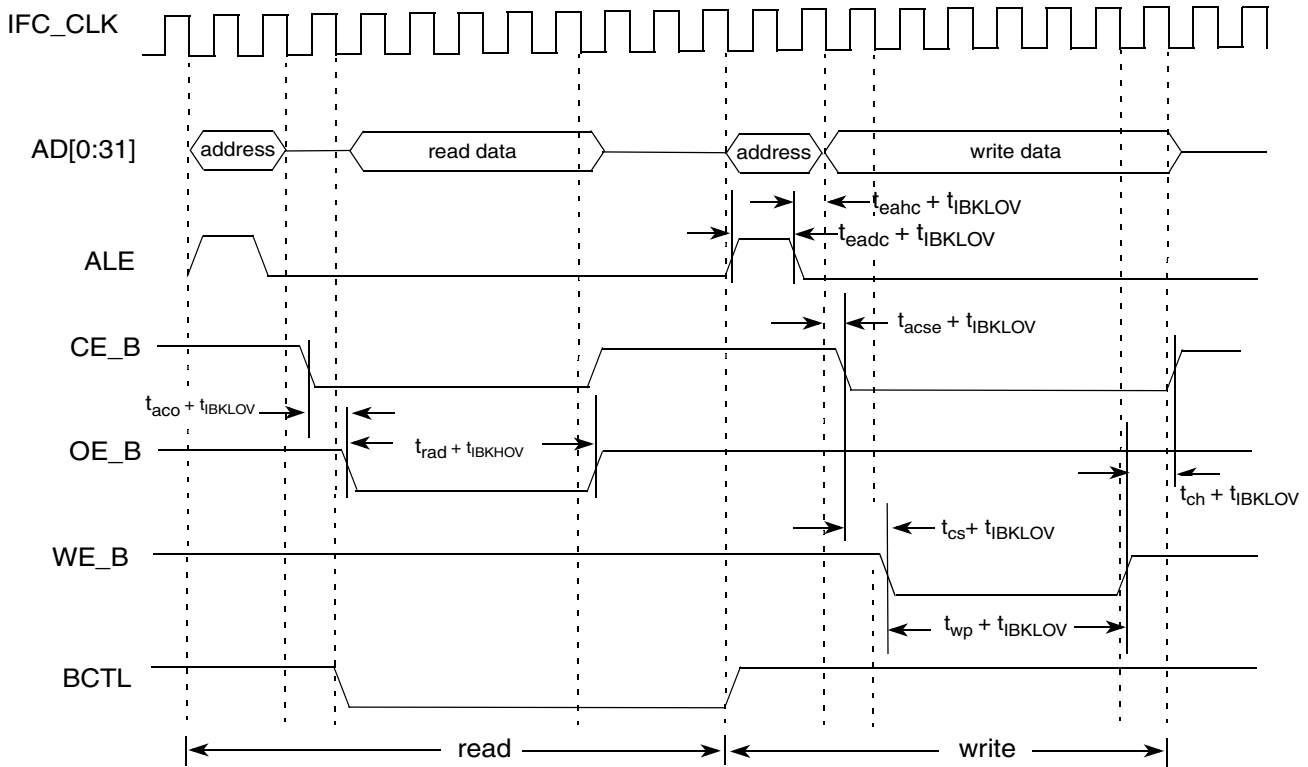 IFC_CLK
AD[0:31]
address
read data
address
write data
teahc + tIBKLOV
teadc + tIBKLOV
ALE
tacse + tIBKLOV
CE_B
taco + tIBKLOV
trad + tIBKHOV
OE_B
tch + tIBKLOV
tcs+ tIBKLOV
WE_B
twp + tIBKLOV
BCTL
read
write